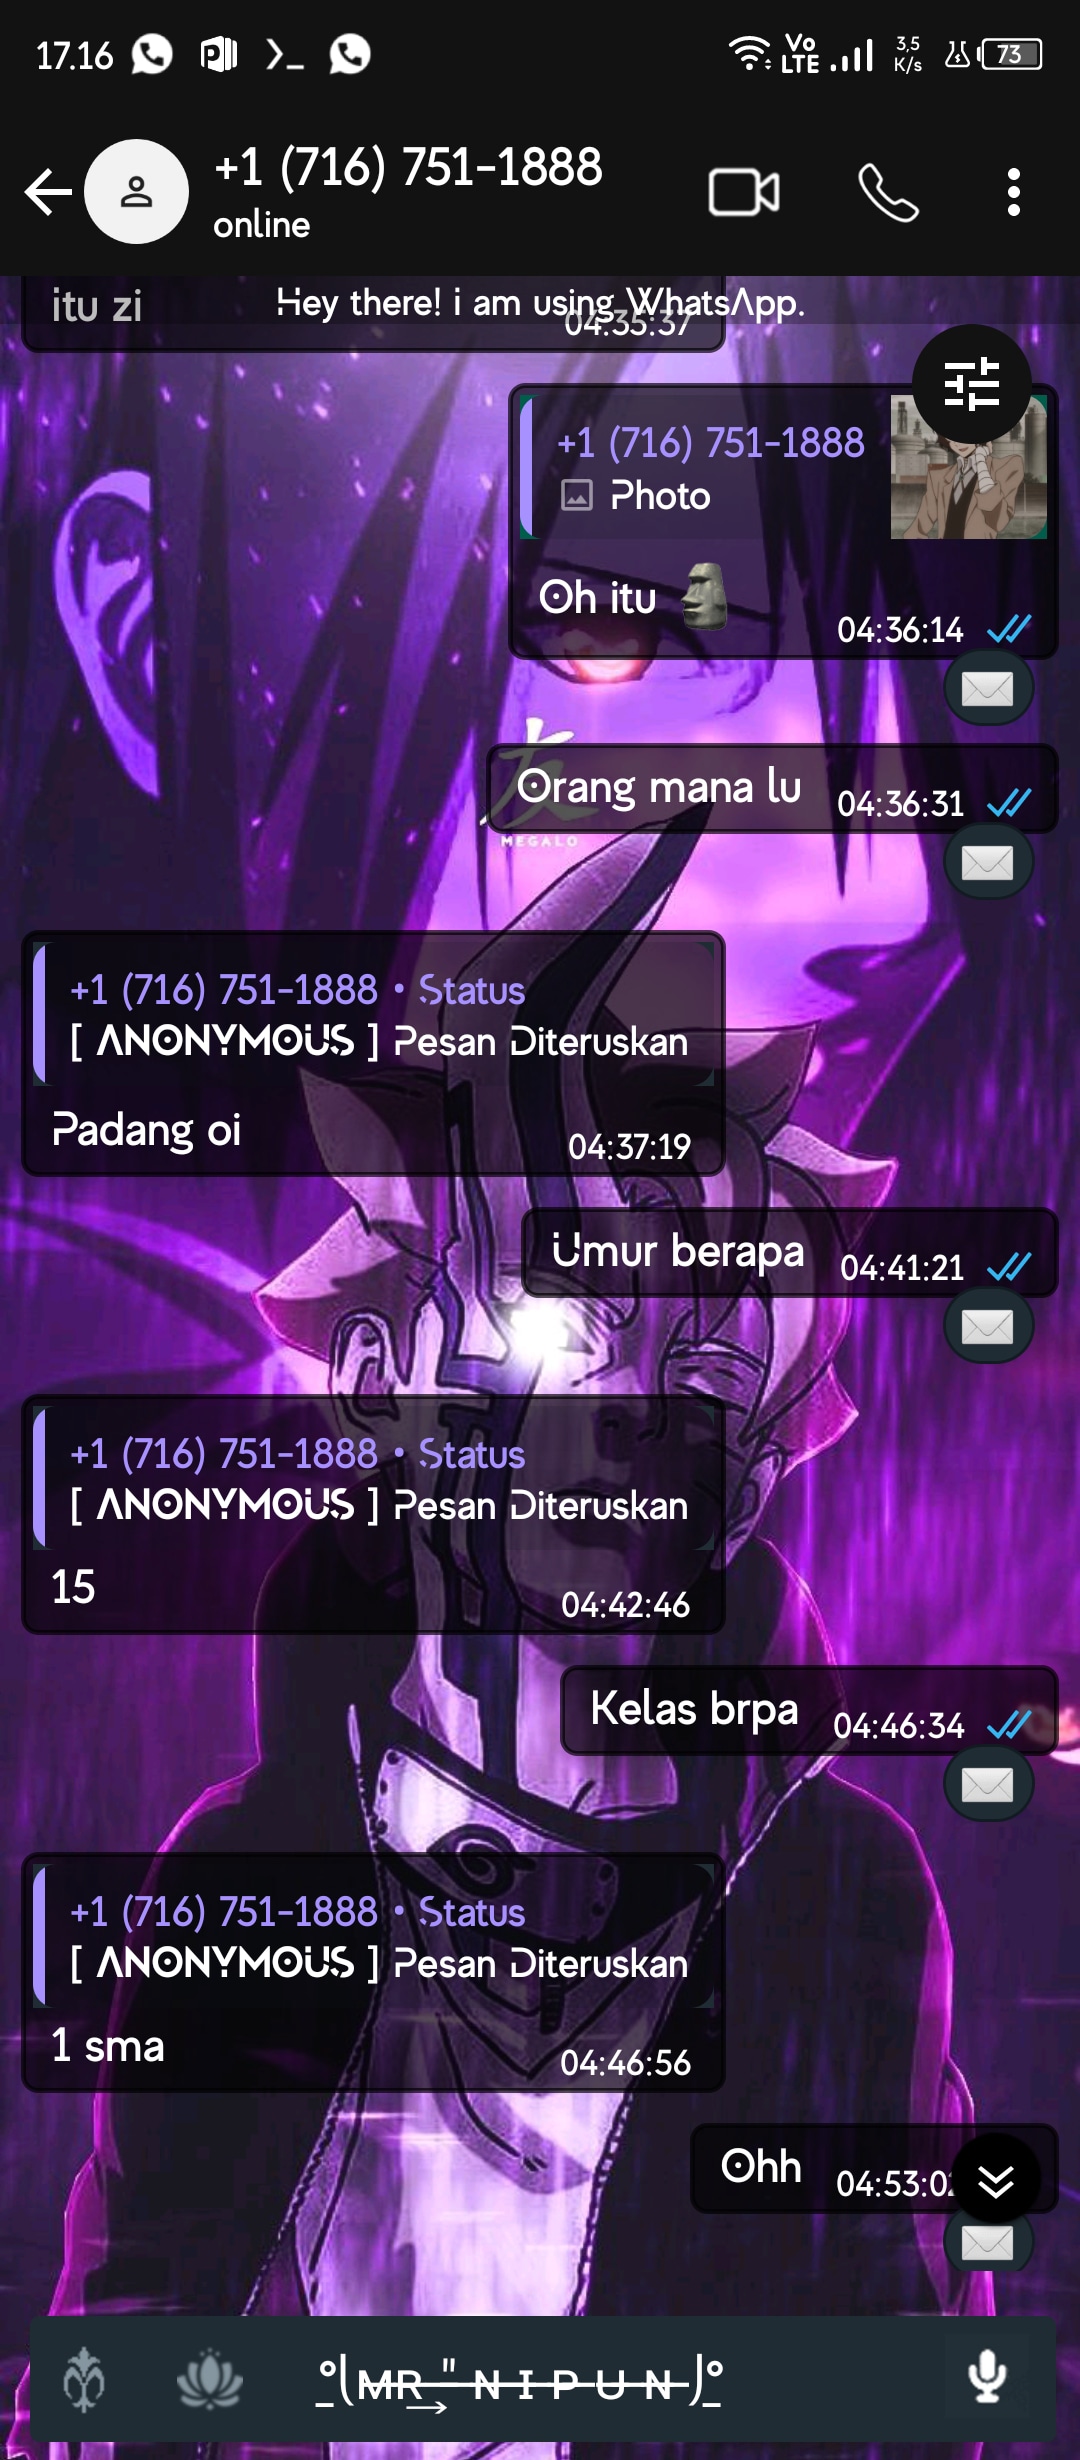 17.16
Vo
LTE
3,5
K/s
73
+1 (716) 751-1888
online
itu zi
Hey there! i am using WhatsApp.
04:35:37
+1 (716) 751-1888
Photo
Oh itu 🗿
04:36:14
Orang mana lu
04:36:31
友
MEGALO
+1 (716) 751-1888 • Status
[ ANONYMOUS ] Pesan Diteruskan
Padang oi
04:37:19
Umur berapa
04:41:21
+1 (716) 751-1888 • Status
[ ANONYMOUS ] Pesan Diteruskan
15
04:42:46
Kelas brpa
04:46:34
+1 (716) 751-1888 • Status
[ ANONYMOUS ] Pesan Diteruskan
1 sma
04:46:56
Ohh
MR " N I P U N